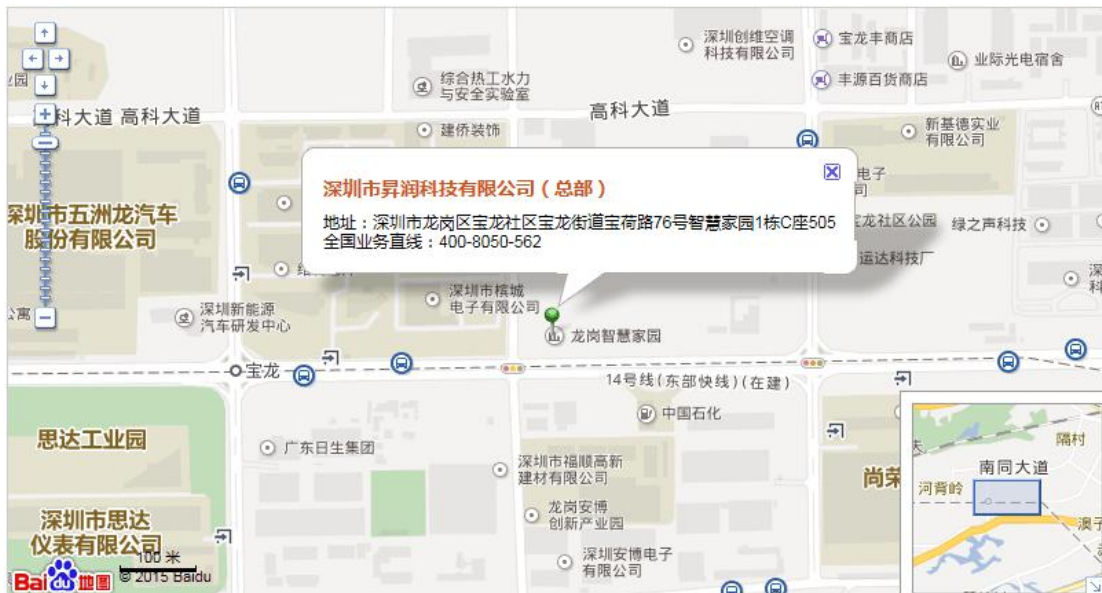 深圳创维空调
科技有限公司
宝龙丰商店
业际光电宿舍
综合热工水力
与安全实验室
丰源百货商店
科大道 高科大道
高科大道
建侨装饰
新基德实业
有限公司
深圳市昇润科技有限公司（总部）
地址：深圳市龙岗区宝龙社区宝龙街道宝荷路76号智慧家园1栋C座505
全国业务直线：400-8050-562
电子
司
深圳市五洲龙汽车
股份有限公司
宝龙社区公园
绿之声科技
运达科技厂
深圳市槟城
电子有限公司
深圳新能源
汽车研发中心
龙岗智慧家园
宝龙
14号线(东部快线)(在建)
中国石化
思达工业园
广东日生集团
隔村
南同大道
河背岭
深圳市福顺高新
建材有限公司
尚荣
龙岗安博
创新产业园
深圳市思达
仪表有限公司
澳子
深圳安博电子
有限公司
100 米
© 2015 Baidu
Bai du 地图